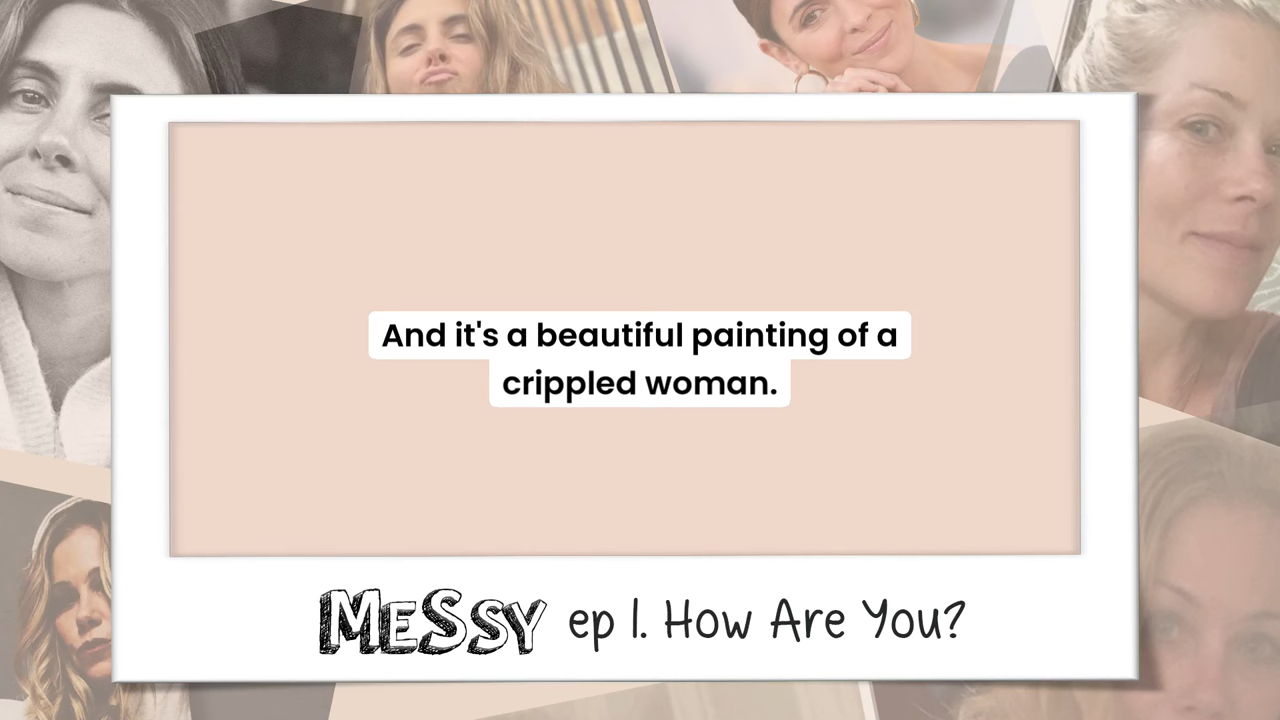 And it's a beautiful painting of a
crippled woman.
MeSSy ep 1. How Are You?